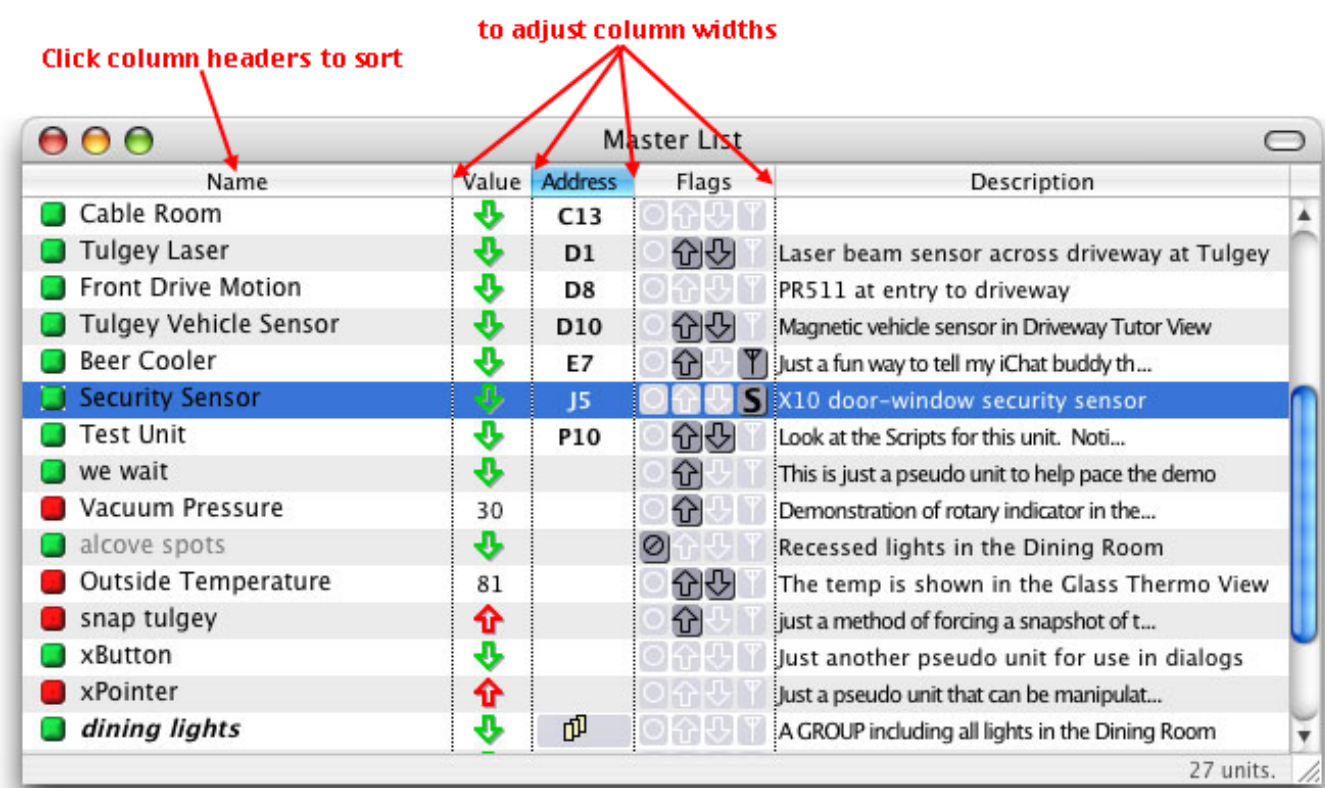 to adjust column widths
Click column headers to sort
Master List
Name Value Address Flags Description
Cable Room C13
Tulgey Laser D1 Laser beam sensor across driveway at Tulgey
Front Drive Motion D8 PR511 at entry to driveway
Tulgey Vehicle Sensor D10 Magnetic vehicle sensor in Driveway Tutor View
Beer Cooler E7 Just a fun way to tell my iChat buddy th...
Security Sensor J5 S X10 door-window security sensor
Test Unit P10 Look at the Scripts for this unit. Noti...
we wait This is just a pseudo unit to help pace the demo
Vacuum Pressure 30 Demonstration of rotary indicator in the...
alcove spots Recessed lights in the Dining Room
Outside Temperature 81 The temp is shown in the Glass Thermo View
snap tulgey just a method of forcing a snapshot of t...
xButton Just another pseudo unit for use in dialogs
xPointer Just a pseudo unit that can be manipulat...
dining lights A GROUP including all lights in the Dining Room
27 units.